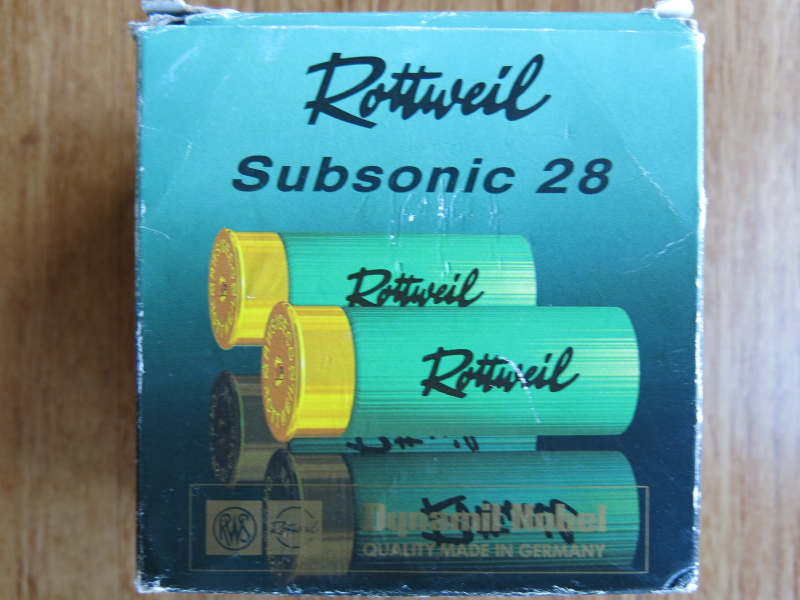 Rottweil
Subsonic 28
Rottweil
Rottweil
RWS
Rottweil
Dynamit Nobel
QUALITY MADE IN GERMANY